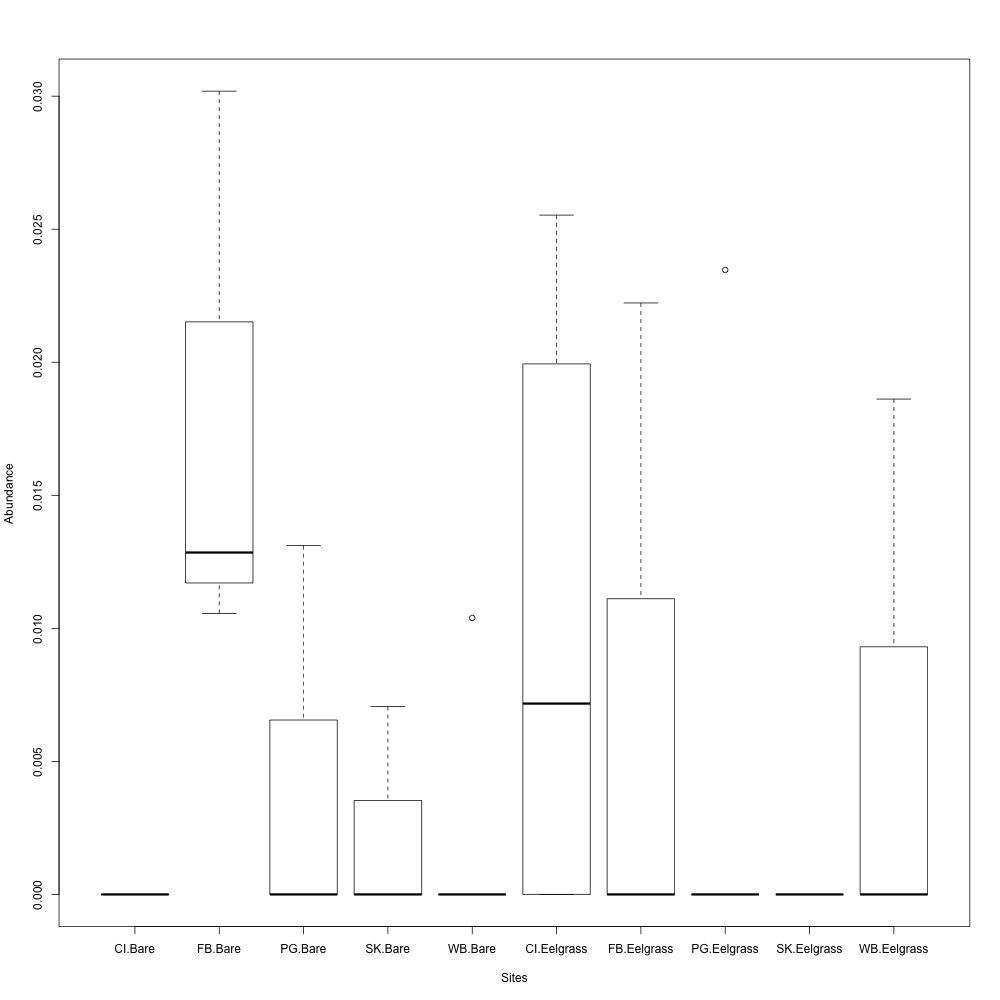 Abundance
0.030
0.025
0.020
0.015
0.010
0.005
0.000
CI.Bare FB.Bare PG.Bare SK.Bare WB.Bare CI.Eelgrass FB.Eelgrass PG.Eelgrass SK.Eelgrass WB.Eelgrass
Sites